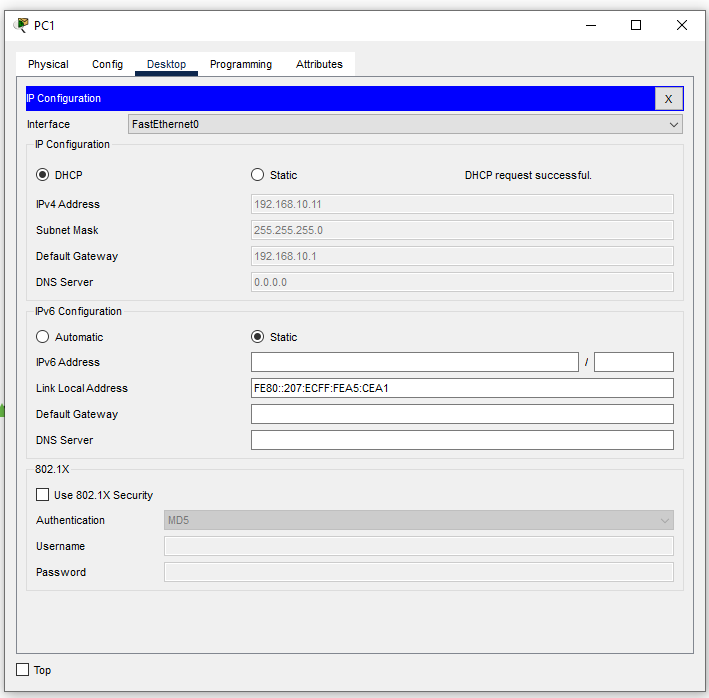 PC1
Physical Config Desktop Programming Attributes
IP Configuration X
Interface FastEthernet0
IP Configuration
DHCP Static DHCP request successful.
IPv4 Address 192.168.10.11
Subnet Mask 255.255.255.0
Default Gateway 192.168.10.1
DNS Server 0.0.0.0
IPv6 Configuration
Automatic Static
IPv6 Address /
Link Local Address FE80::207:ECFF:FEA5:CEA1
Default Gateway
DNS Server
802.1X
Use 802.1X Security
Authentication MD5
Username
Password
Top